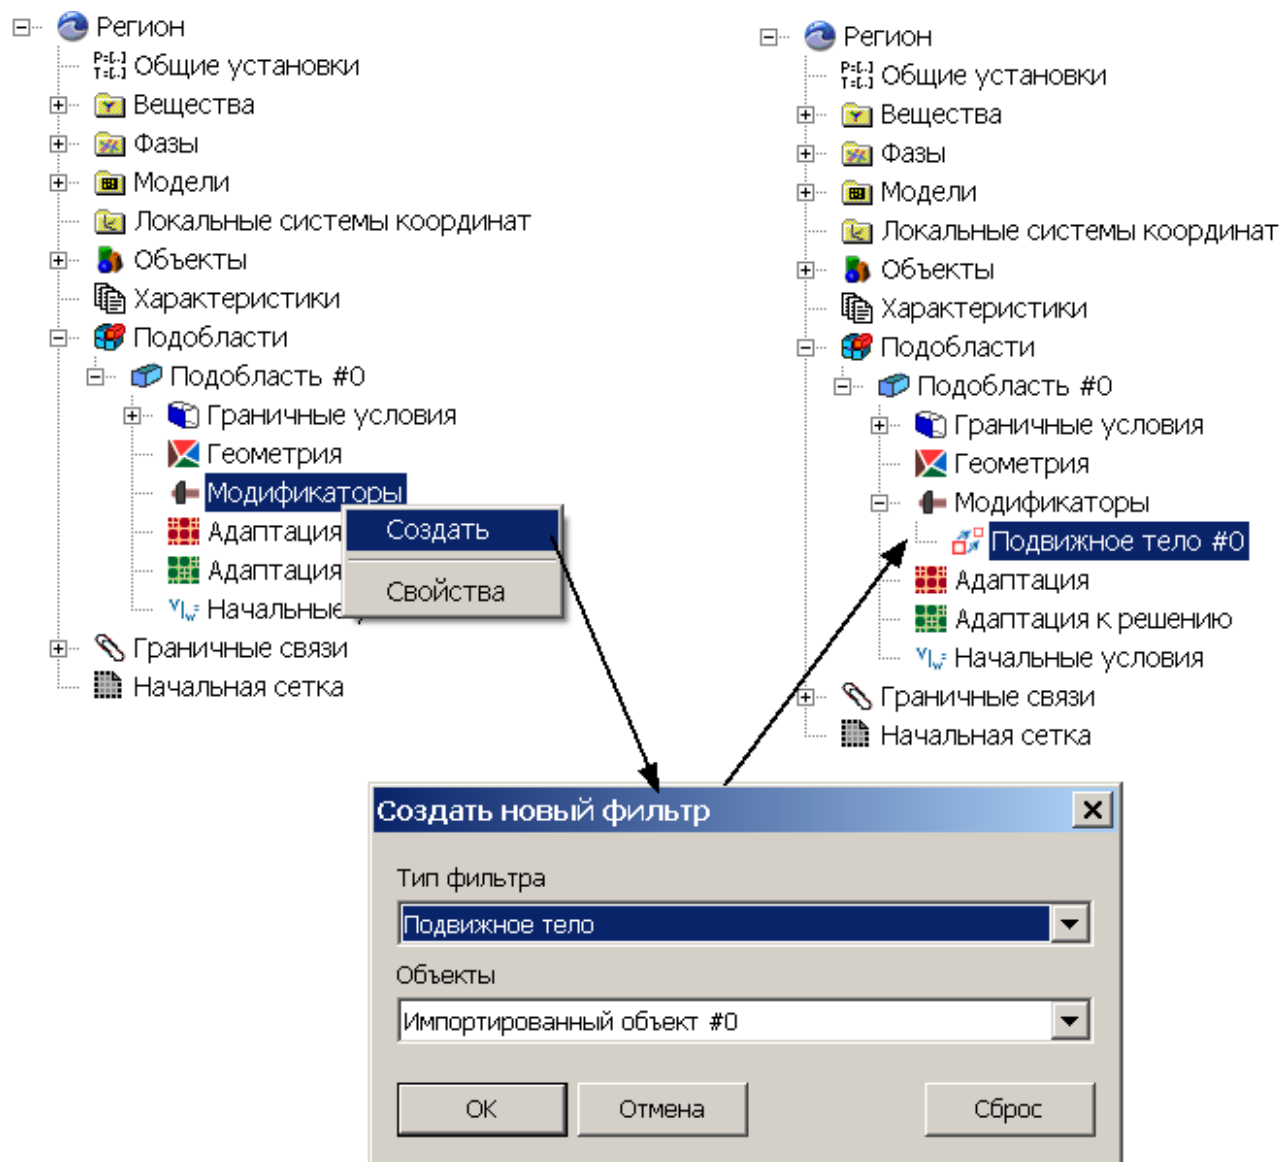 Регион
P=[.] T=[.] Общие установки
Вещества
Фазы
Модели
Локальные системы координат
Объекты
Характеристики
Подобласти
Подобласть #0
Граничные условия
Геометрия
Модификаторы
Адаптация
Адаптация
Начальные
Граничные связи
Начальная сетка
Создать
Свойства
Регион
P=[.] T=[.] Общие установки
Вещества
Фазы
Модели
Локальные системы координат
Объекты
Характеристики
Подобласти
Подобласть #0
Граничные условия
Геометрия
Модификаторы
Подвижное тело #0
Адаптация
Адаптация к решению
Начальные условия
Граничные связи
Начальная сетка
Создать новый фильтр
Тип фильтра
Подвижное тело
Объекты
Импортированный объект #0
OK Отмена Сброс